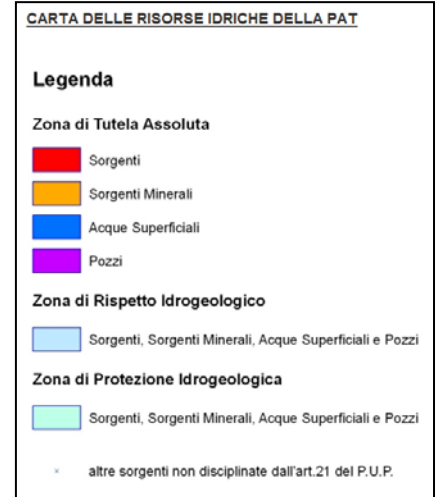 CARTA DELLE RISORSE IDRICHE DELLA PAT
Legenda
Zona di Tutela Assoluta
Sorgenti
Sorgenti Minerali
Acque Superficiali
Pozzi
Zona di Rispetto Idrogeologico
Sorgenti, Sorgenti Minerali, Acque Superficiali e Pozzi
Zona di Protezione Idrogeologica
Sorgenti, Sorgenti Minerali, Acque Superficiali e Pozzi
altre sorgenti non disciplinate dall'art.21 del P.U.P.